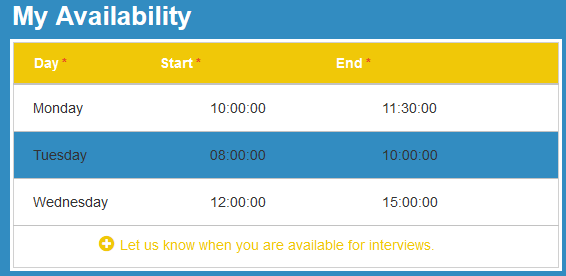 My Availability
Day * Start * End *
Monday 10:00:00 11:30:00
Tuesday 08:00:00 10:00:00
Wednesday 12:00:00 15:00:00
Let us know when you are available for interviews.